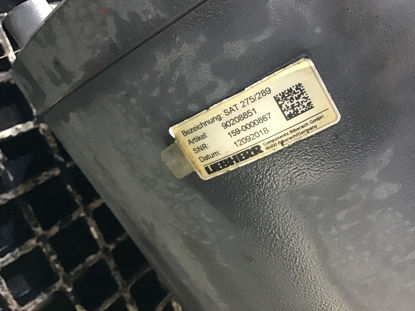 Bezeichnung: SAT 275/289
Artikel: 90208851
SNR: 159-0000867
Datum: 12092018
LIEBHERR